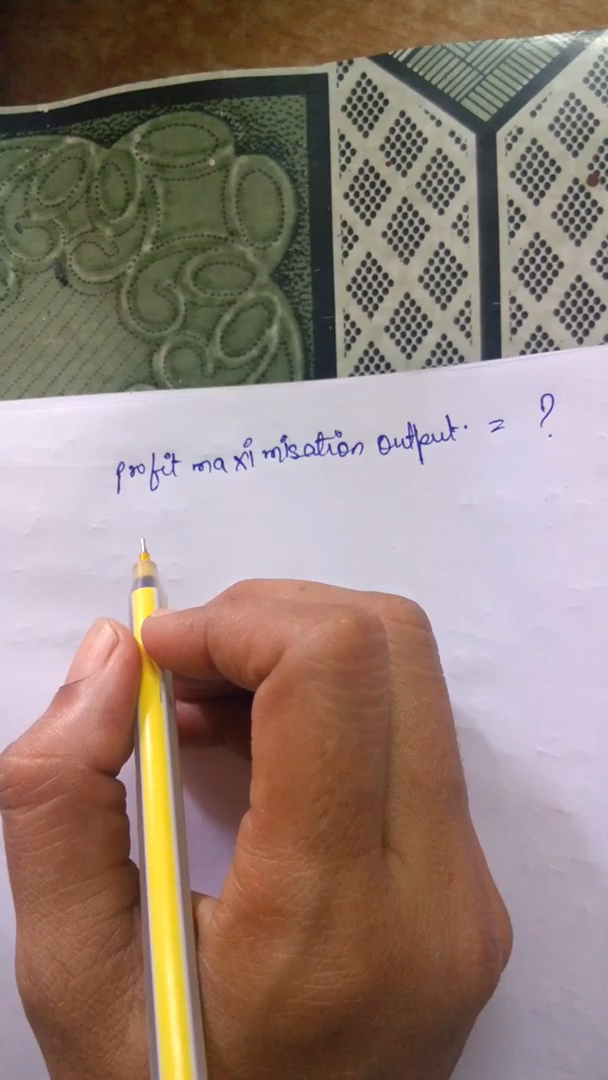 profit maximisation output. = ?